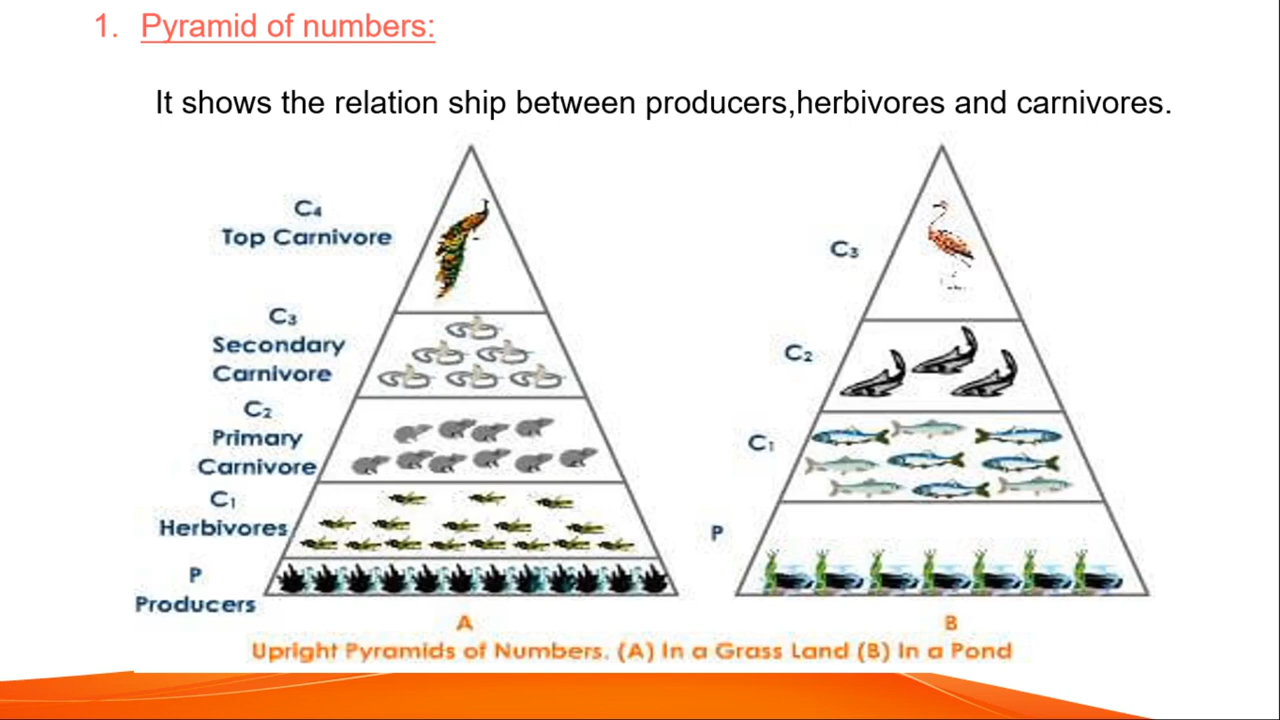 1. Pyramid of numbers:
It shows the relation ship between producers,herbivores and carnivores.
C4
Top Carnivore
C3
Secondary
Carnivore
C2
Primary
Carnivore
C1
Herbivores
P
Producers
A
C3
C2
C1
P
B
Upright Pyramids of Numbers. (A) In a Grass Land (B) In a Pond